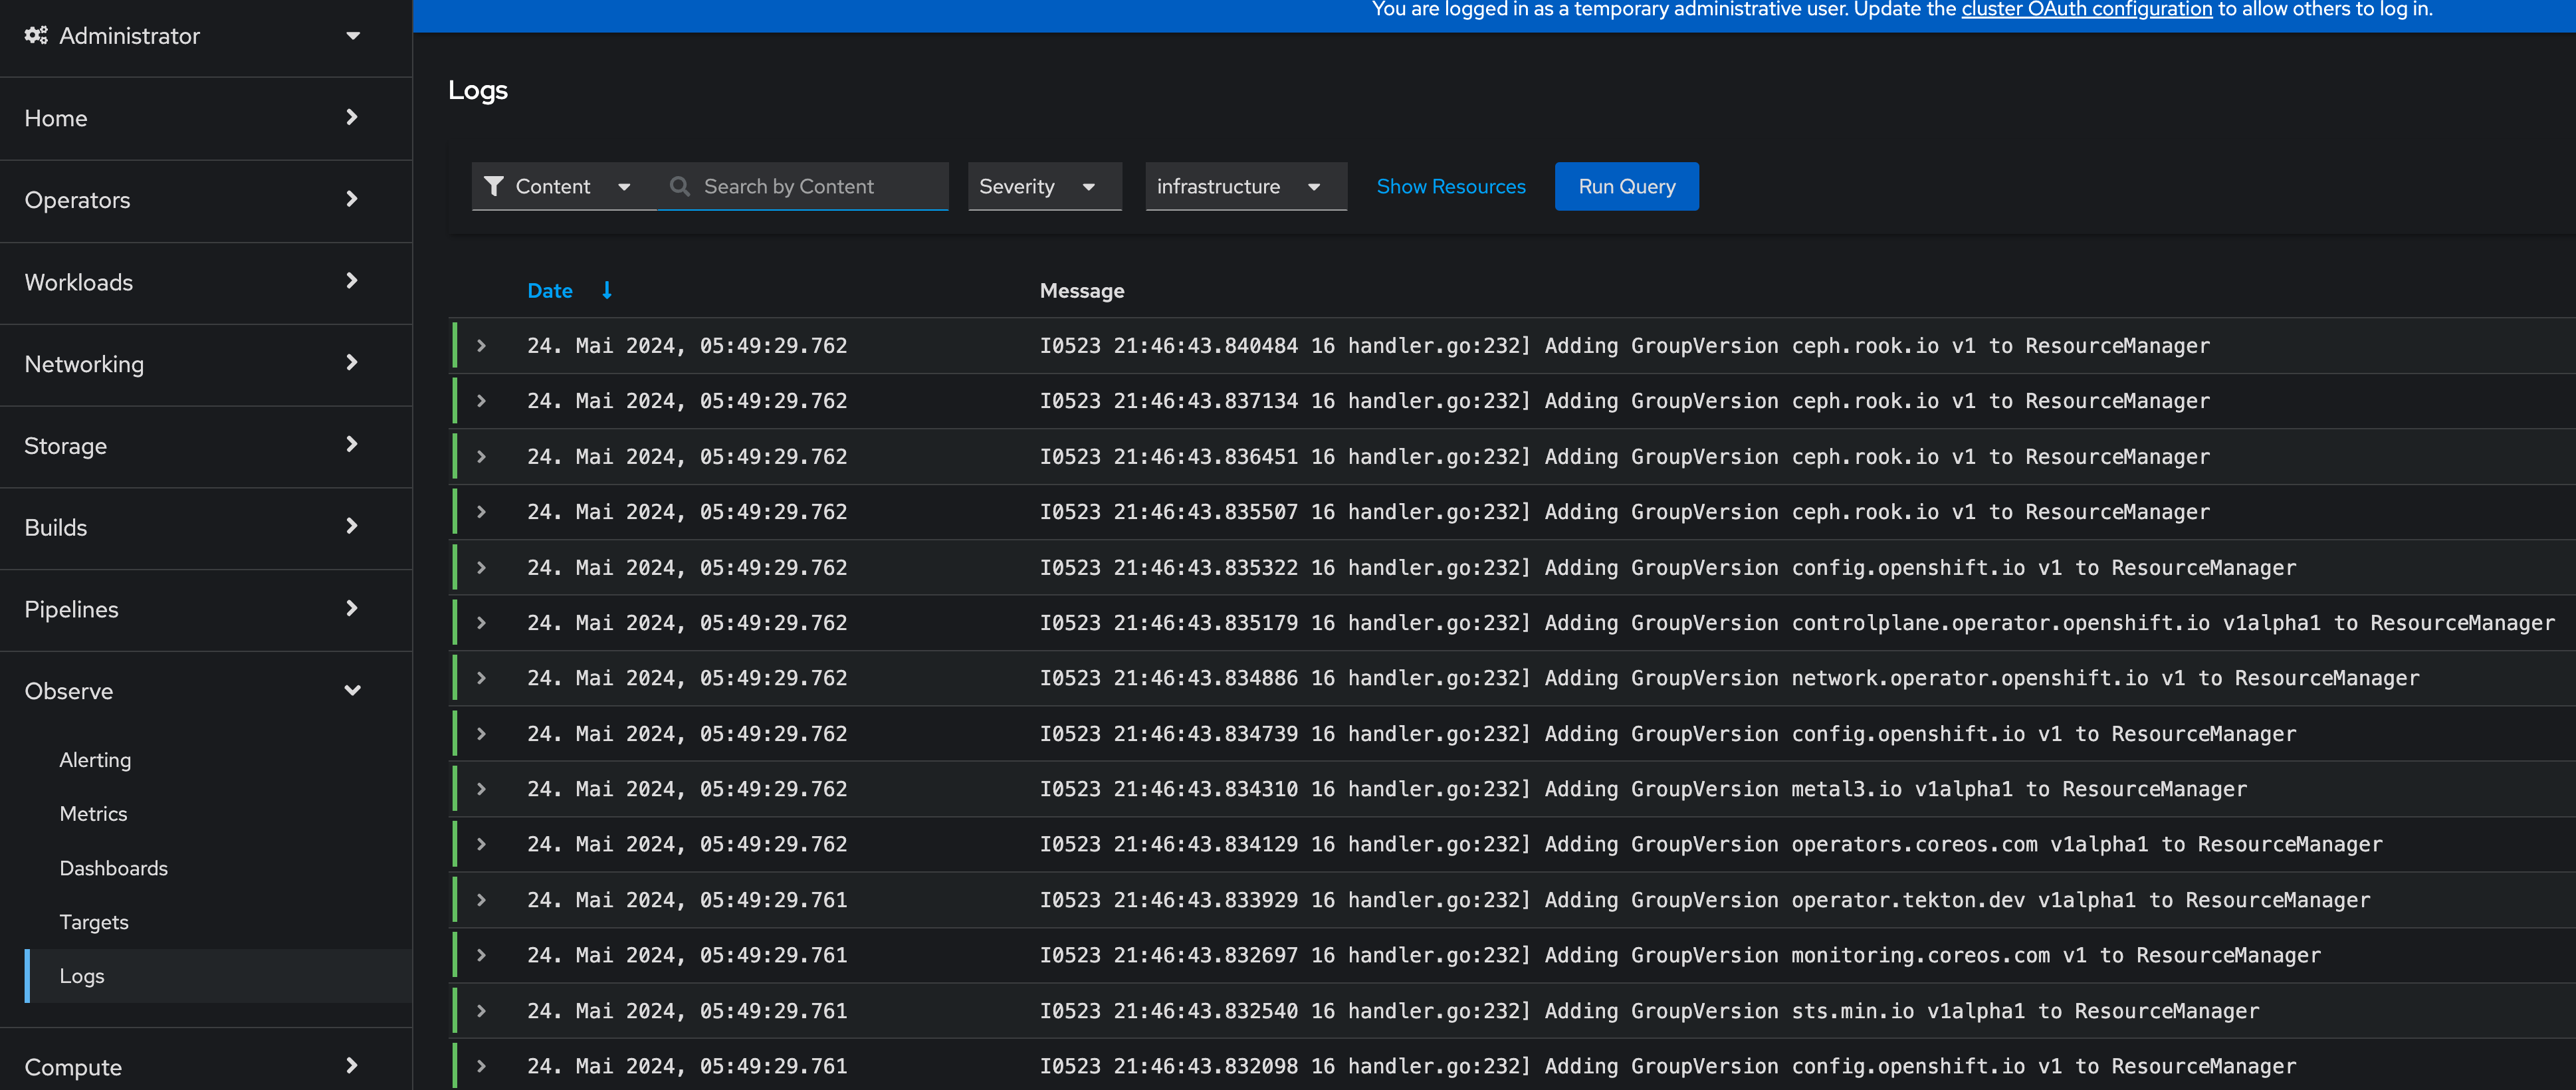 You are logged in as a temporary administrative user. Update the cluster OAuth configuration to allow others to log in.
Administrator
Home
Operators
Workloads
Networking
Storage
Builds
Pipelines
Observe
Alerting
Metrics
Dashboards
Targets
Logs
Compute
Logs
Content Search by Content Severity infrastructure Show Resources Run Query
Date Message
24. Mai 2024, 05:49:29.762 I0523 21:46:43.840484 16 handler.go:232] Adding GroupVersion ceph.rook.io v1 to ResourceManager
24. Mai 2024, 05:49:29.762 I0523 21:46:43.837134 16 handler.go:232] Adding GroupVersion ceph.rook.io v1 to ResourceManager
24. Mai 2024, 05:49:29.762 I0523 21:46:43.836451 16 handler.go:232] Adding GroupVersion ceph.rook.io v1 to ResourceManager
24. Mai 2024, 05:49:29.762 I0523 21:46:43.835507 16 handler.go:232] Adding GroupVersion ceph.rook.io v1 to ResourceManager
24. Mai 2024, 05:49:29.762 I0523 21:46:43.835322 16 handler.go:232] Adding GroupVersion config.openshift.io v1 to ResourceManager
24. Mai 2024, 05:49:29.762 I0523 21:46:43.835179 16 handler.go:232] Adding GroupVersion controlplane.operator.openshift.io v1alpha1 to ResourceManager
24. Mai 2024, 05:49:29.762 I0523 21:46:43.834886 16 handler.go:232] Adding GroupVersion network.operator.openshift.io v1 to ResourceManager
24. Mai 2024, 05:49:29.762 I0523 21:46:43.834739 16 handler.go:232] Adding GroupVersion config.openshift.io v1 to ResourceManager
24. Mai 2024, 05:49:29.762 I0523 21:46:43.834310 16 handler.go:232] Adding GroupVersion metal3.io v1alpha1 to ResourceManager
24. Mai 2024, 05:49:29.762 I0523 21:46:43.834129 16 handler.go:232] Adding GroupVersion operators.coreos.com v1alpha1 to ResourceManager
24. Mai 2024, 05:49:29.761 I0523 21:46:43.833929 16 handler.go:232] Adding GroupVersion operator.tekton.dev v1alpha1 to ResourceManager
24. Mai 2024, 05:49:29.761 I0523 21:46:43.832697 16 handler.go:232] Adding GroupVersion monitoring.coreos.com v1 to ResourceManager
24. Mai 2024, 05:49:29.761 I0523 21:46:43.832540 16 handler.go:232] Adding GroupVersion sts.min.io v1alpha1 to ResourceManager
24. Mai 2024, 05:49:29.761 I0523 21:46:43.832098 16 handler.go:232] Adding GroupVersion config.openshift.io v1 to ResourceManager